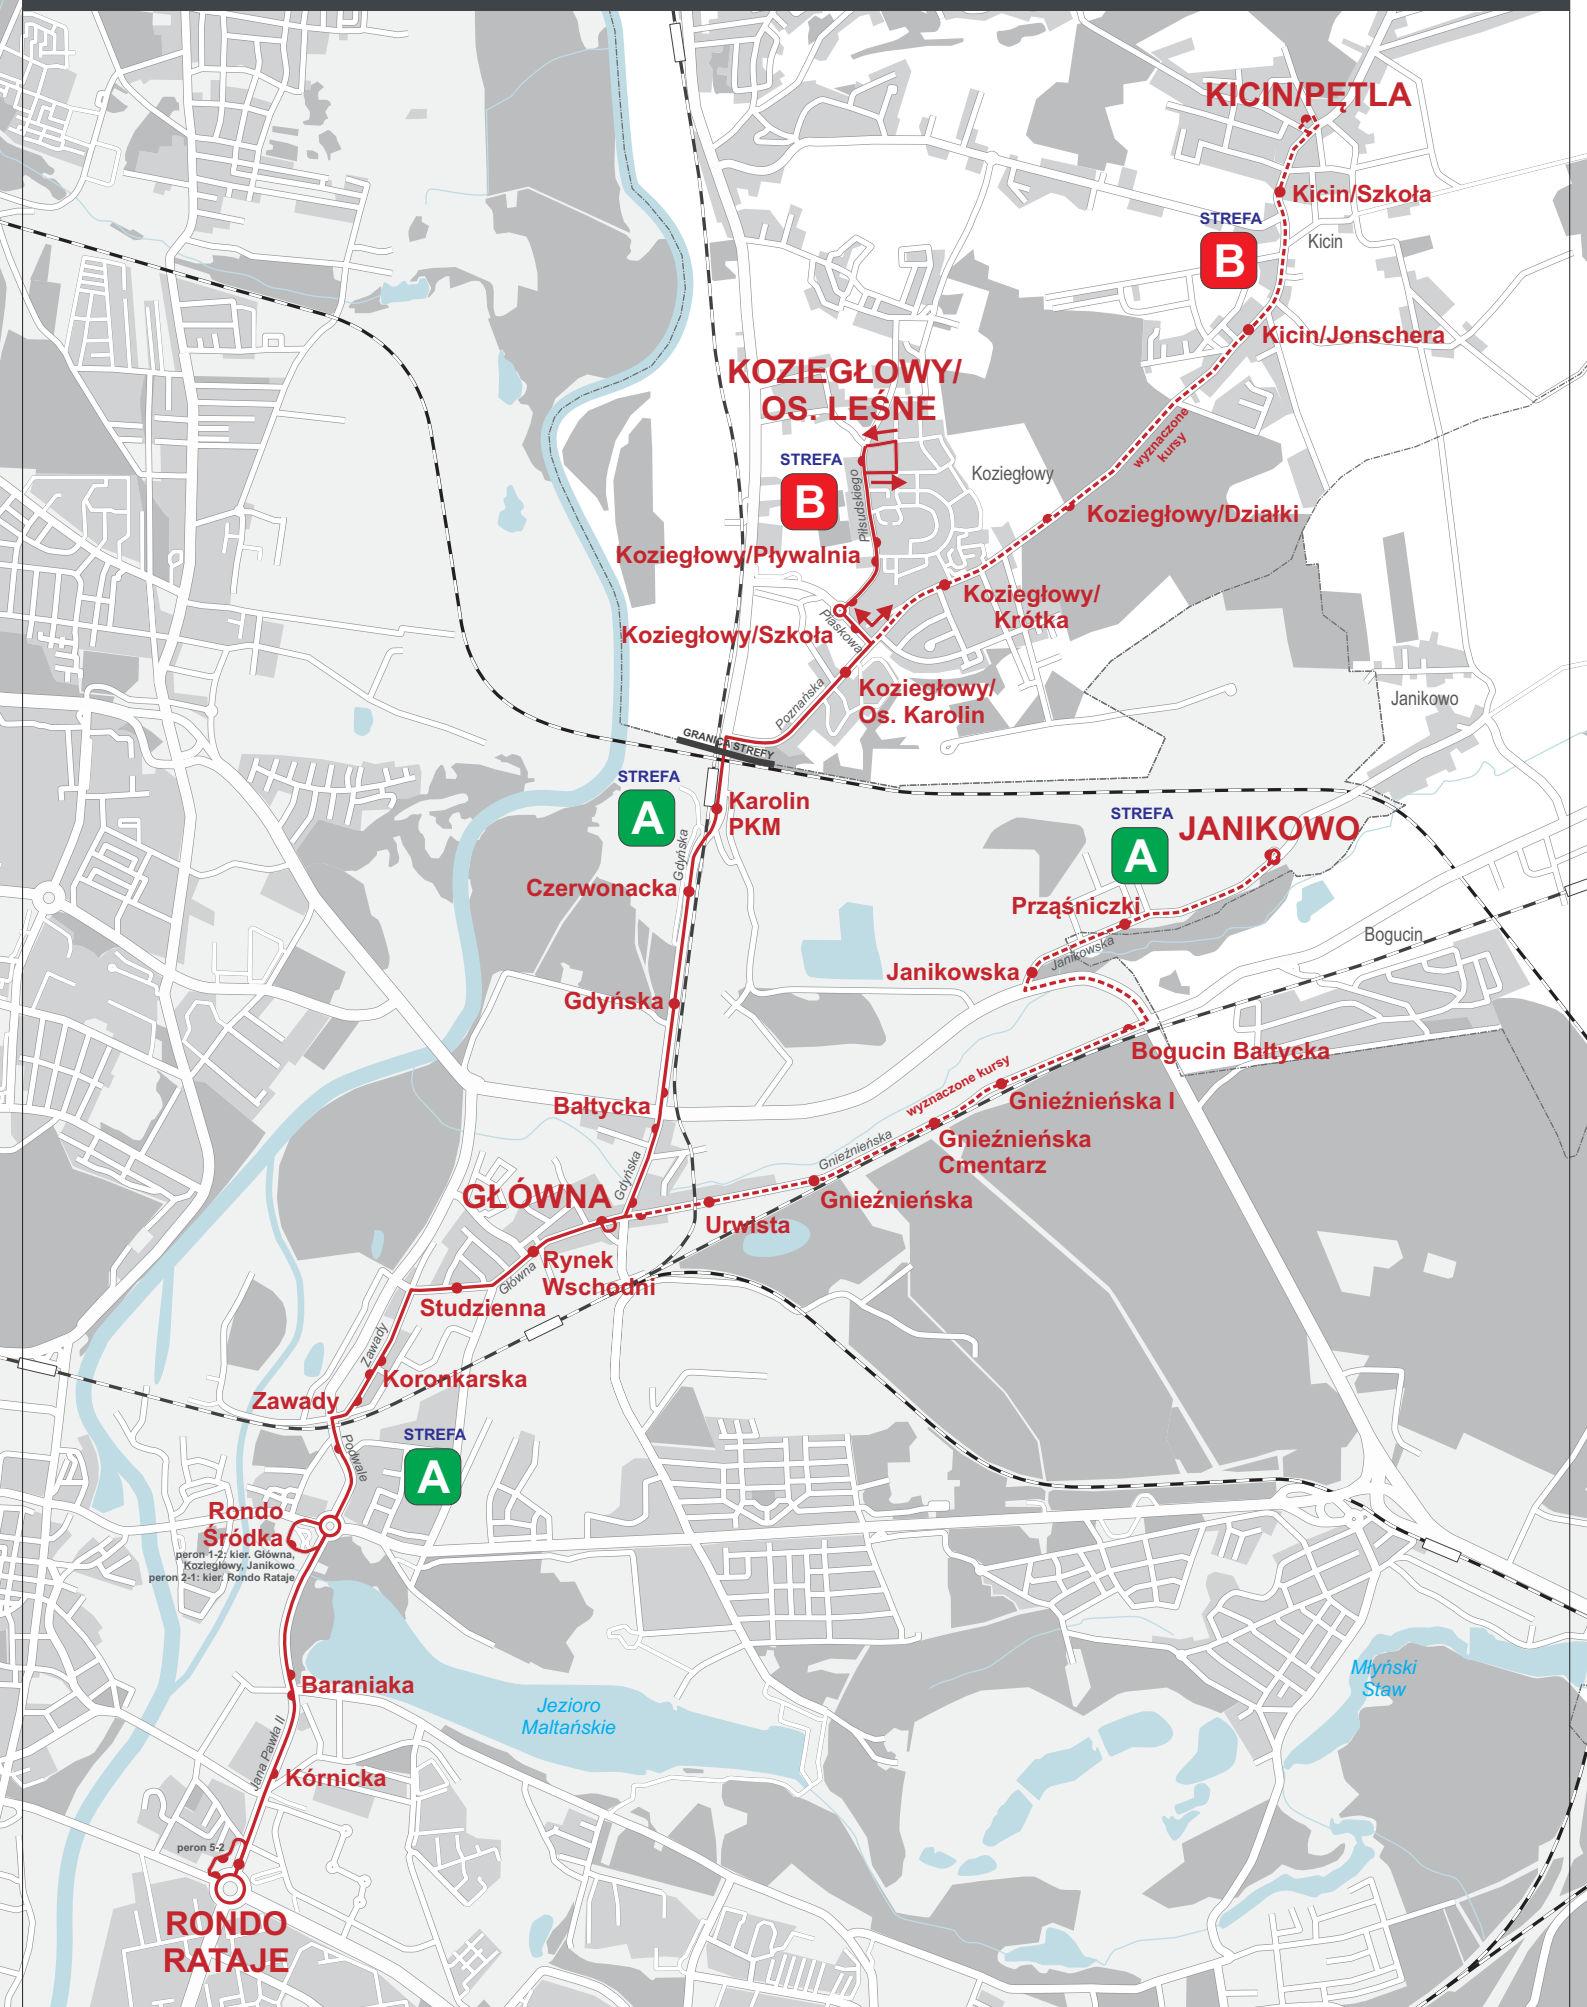 KICIN/PĘTLA
Kicin/Szkoła
STREFA
B
Kicin
Kicin/Jonschera
KOZIEGŁOWY/
OS. LEŚNE
wyznaczone
kursy
STREFA
B
Piłsudskiego
Koziegłowy
Koziegłowy/Działki
Koziegłowy/Pływalnia
Koziegłowy/
Krótka
Piaskowa
Koziegłowy/Szkoła
Poznańska
Koziegłowy/
Os. Karolin
Janikowo
GRANICA STREFY
STREFA
A
Karolin
PKM
Gdyńska
STREFA
A
JANIKOWO
Czerwonacka
Prząśniczki
Janikowska
Bogucin
Janikowska
Gdyńska
Bogucin Bałtycka
wyznaczone kursy
Gnieźnieńska I
Bałtycka
Gnieźnieńska
Gnieźnieńska
Cmentarz
Gdyńska
GŁÓWNA
Gnieźnieńska
Urwista
Rynek
Wschodni
Główna
Studzienna
Zawady
Koronkarska
Zawady
STREFA
A
Podwale
Rondo
Śródka
peron 1-2: kier. Główna,
Koziegłowy, Janikowo
peron 2-1: kier. Rondo Rataje
Baraniaka
Młyński
Staw
Jezioro
Maltańskie
Jana Pawła II
Kórnicka
peron 5-2
RONDO
RATAJE